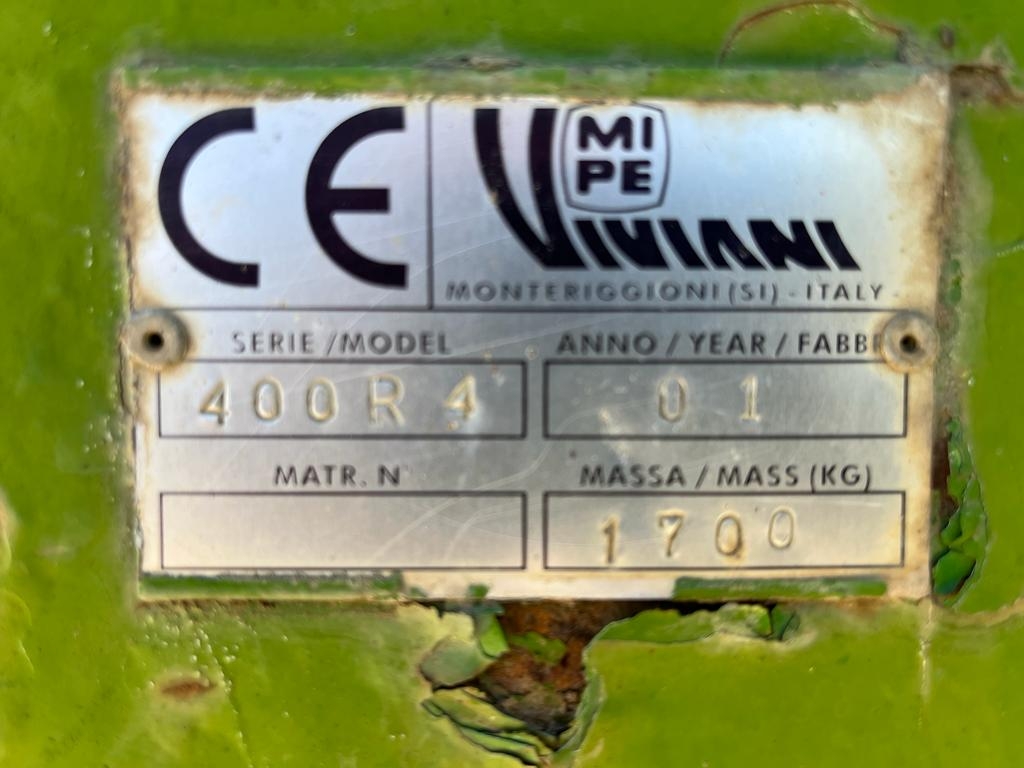 CE
MI
PE
VIVIANI
MONTERIGGIONI (SI) - ITALY
SERIE / MODEL
ANNO / YEAR / FABBR
400R4
01
MATR. N°
MASSA / MASS (KG)
1700